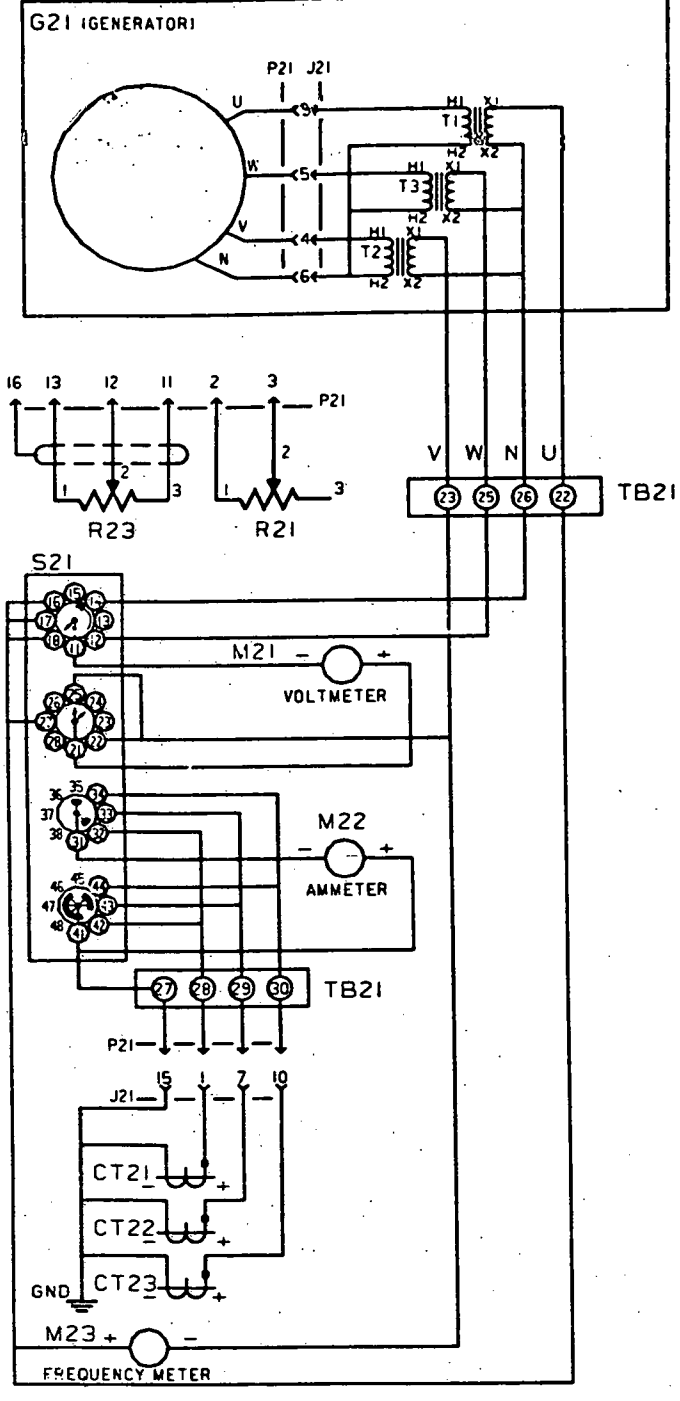 G21 (GENERATOR)
P21 J21
U 9 H1 X1
T1
H2 X2
W 5 H1 X1
T3
H2 X2
V 4 H1 X1
T2
N 6 H2 X2
16 13 12 11 2 3
P21
2 2
1 3 1 3
R23 R21
V W N U
23 25 26 22 TB21
S21
15
16
17 13
18 12
11
M21 - +
VOLTMETER
25
26 24
27 23
28 22
21
35
36 34
37 33
38 32
31
M22
- +
AMMETER
45
46 44
47 43
48 42
41
27 28 29 30 TB21
P21
15 1 7 10
J21
CT21 - +
CT22 - +
CT23 - +
GND
M23 + -
FREQUENCY METER